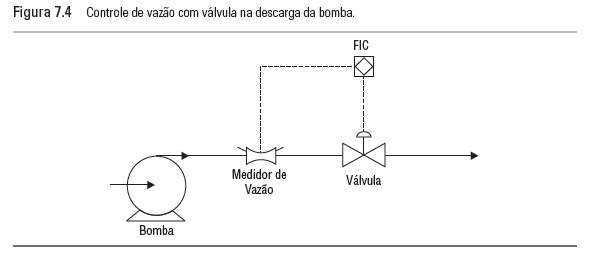 Figura 7.4 Controle de vazão com válvula na descarga da bomba.
FIC
Medidor de
Vazão
Válvula
Bomba